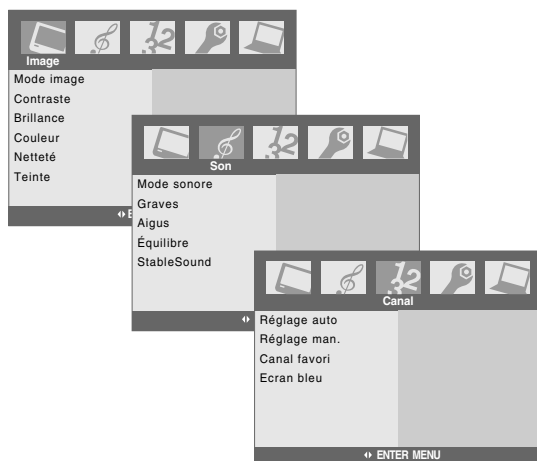 Image
Mode image
Contraste
Brillance
Couleur
Netteté
Teinte
Son
Mode sonore
Graves
Aigus
Équilibre
StableSound
Canal
Réglage auto
Réglage man.
Canal favori
Ecran bleu
ENTER MENU